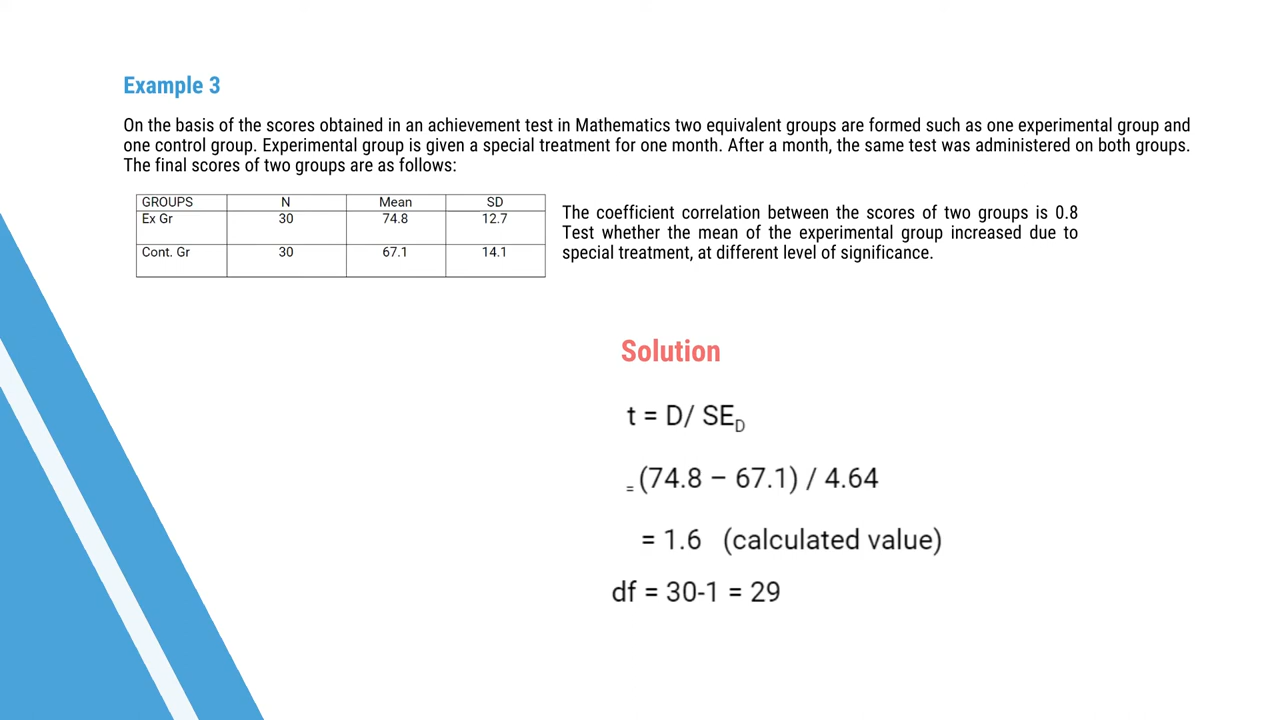 Example 3
On the basis of the scores obtained in an achievement test in Mathematics two equivalent groups are formed such as one experimental group and
one control group. Experimental group is given a special treatment for one month. After a month, the same test was administered on both groups.
The final scores of two groups are as follows:
GROUPS N Mean SD
Ex Gr 30 74.8 12.7
Cont. Gr 30 67.1 14.1
The coefficient correlation between the scores of two groups is 0.8
Test whether the mean of the experimental group increased due to
special treatment, at different level of significance.
Solution
t = D/ SE_D
= (74.8 – 67.1) / 4.64
= 1.6 (calculated value)
df = 30-1 = 29